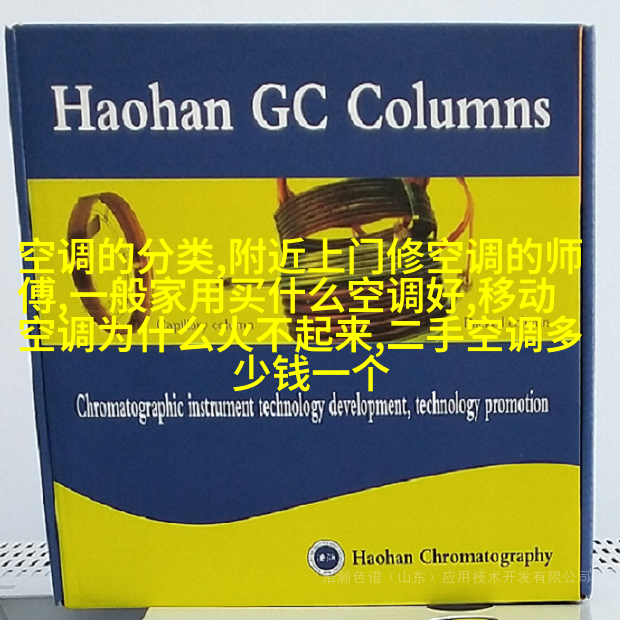 Haohan GC Columns
空调的分类,附近上门修空调的师
傅,一般家用买什么空调好,移动
Capillary column
空调为什么火不起来,二手空调多
少钱一个
Chromatographic instrument technology development, technology promotion
Haohan Chromatography
浩瀚色谱（山东）应用技术开发有限公司